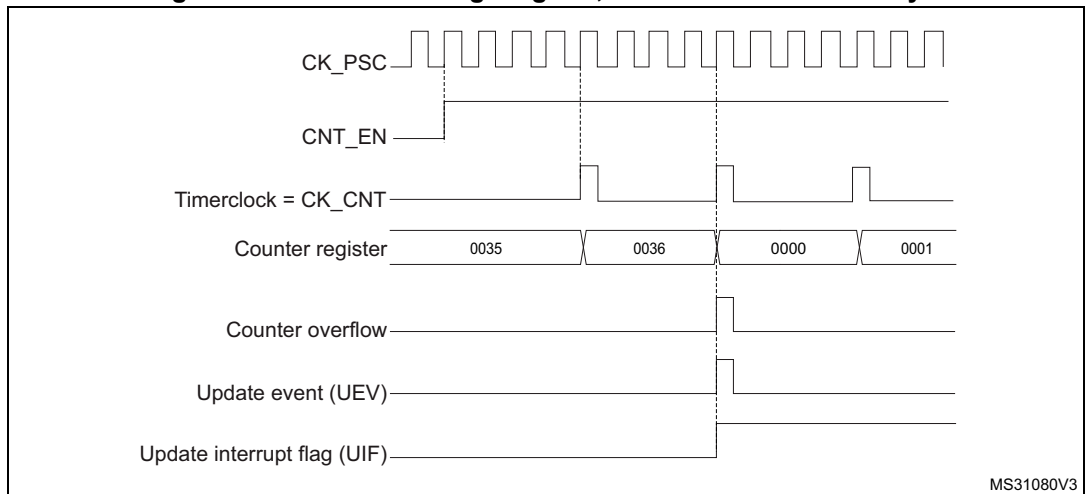 CK_PSC
CNT_EN
Timerclock = CK_CNT
Counter register 0035 0036 0000 0001
Counter overflow
Update event (UEV)
Update interrupt flag (UIF)
MS31080V3